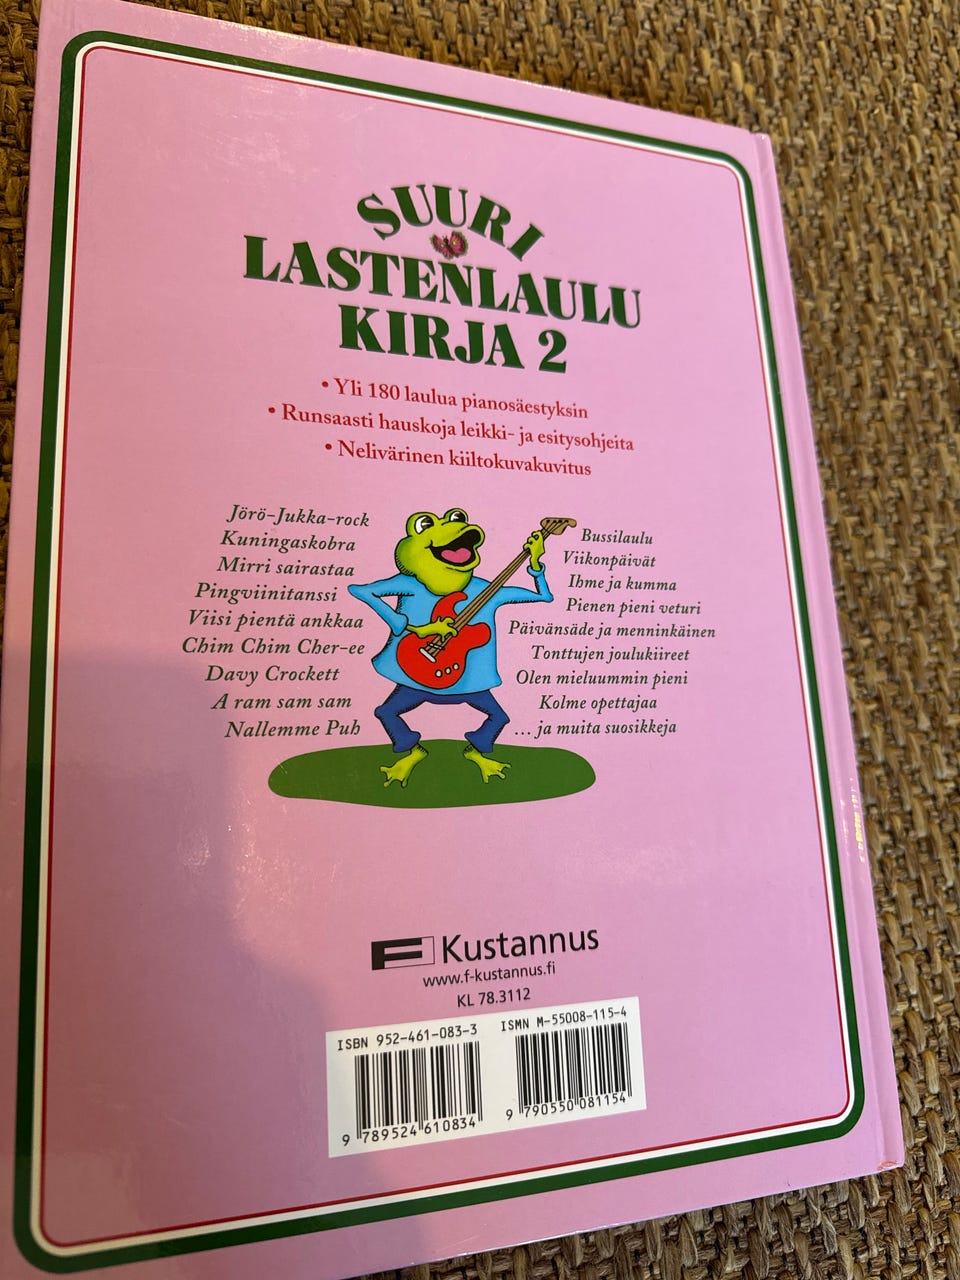 SUURI
LASTENLAULU
KIRJA 2
• Yli 180 laulua pianosäestyksin
• Runsaasti hauskoja leikki- ja esitysohjeita
• Nelivärinen kiiltokuvakuvitus
Jörö-Jukka-rock
Kuningaskobra
Mirri sairastaa
Pingviinitanssi
Viisi pientä ankkaa
Chim Chim Cher-ee
Davy Crockett
A ram sam sam
Nallemme Puh
Bussilaulu
Viikonpäivät
Ihme ja kumma
Pienen pieni veturi
Päivänsäde ja menninkäinen
Tonttujen joulukiireet
Olen mieluummin pieni
Kolme opettajaa
... ja muita suosikkeja
F Kustannus
www.f-kustannus.fi
KL 78.3112
ISBN 952-461-083-3
9 789524 610834
ISMN M-55008-115-4
9 790550 081154